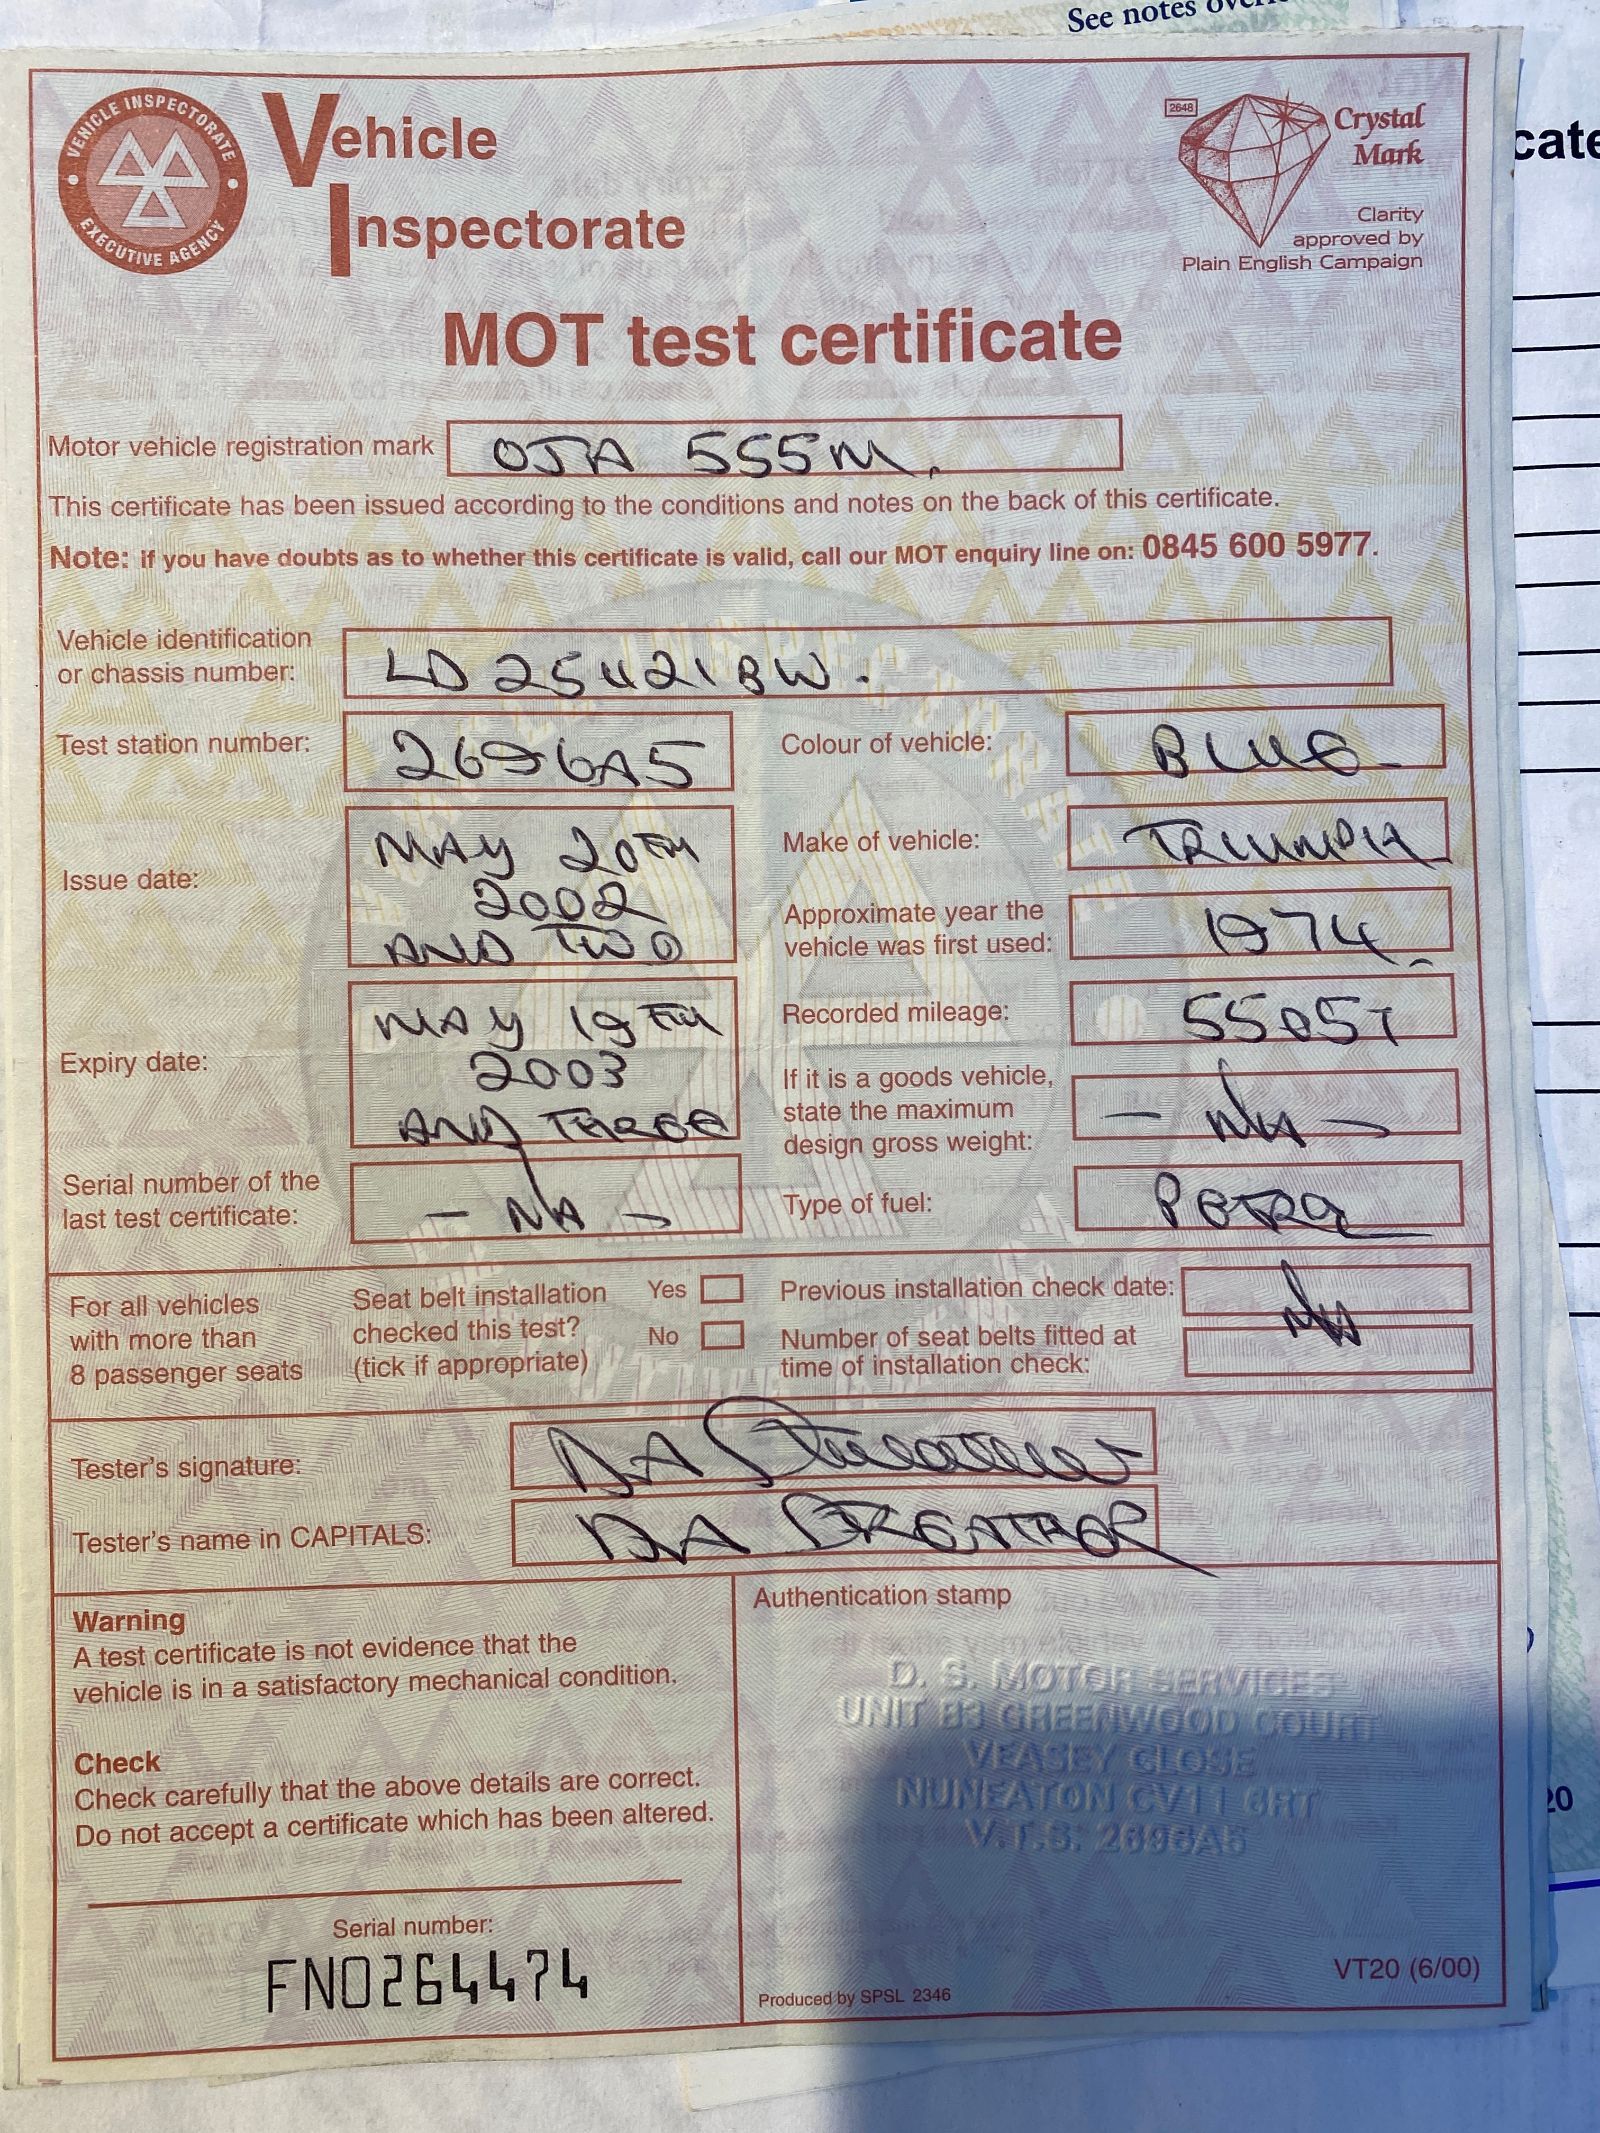 See notes
cate
VEHICLE INSPECTORATE
EXECUTIVE AGENCY
Vehicle
Inspectorate
2648
Crystal
Mark
Clarity
approved by
Plain English Campaign
MOT test certificate
Motor vehicle registration mark OJA 555M.
This certificate has been issued according to the conditions and notes on the back of this certificate.
Note: if you have doubts as to whether this certificate is valid, call our MOT enquiry line on: 0845 600 5977.
Vehicle identification
or chassis number:
LD 25421BW.
Test station number: 2696A5
Colour of vehicle: BLUE
Issue date:
MAY 20TH
2002
AND TWO
Make of vehicle: TRIUMPH
Approximate year the
vehicle was first used:
1974
Expiry date:
MAY 19TH
2003
AND THREE
Recorded mileage: 55057
If it is a goods vehicle,
state the maximum
design gross weight:
- N/A -
Serial number of the
last test certificate:
- N/A -
Type of fuel: PETROL
For all vehicles
with more than
8 passenger seats
Seat belt installation
checked this test?
(tick if appropriate)
Yes
No
Previous installation check date:
Number of seat belts fitted at
time of installation check:
N/A
Tester's signature:
Tester's name in CAPITALS: DA
Warning
A test certificate is not evidence that the
vehicle is in a satisfactory mechanical condition.
Check
Check carefully that the above details are correct.
Do not accept a certificate which has been altered.
Serial number:
FN0264474
Authentication stamp
D. S. MOTOR SERVICES
UNIT B3 GREENWOOD COURT
VEASEY CLOSE
NUNEATON CV11 6RT
V.T.S. 2696A5
Produced by SPSL 2346
VT20 (6/00)
20